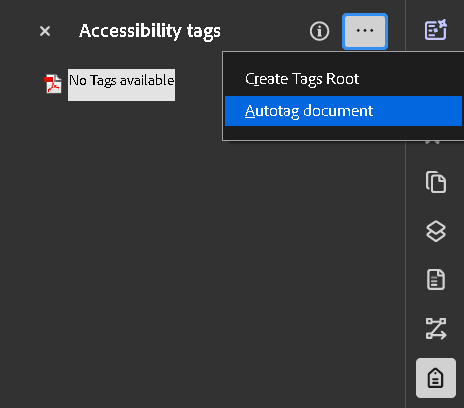 Accessibility tags
No Tags available
Create Tags Root
Autotag document